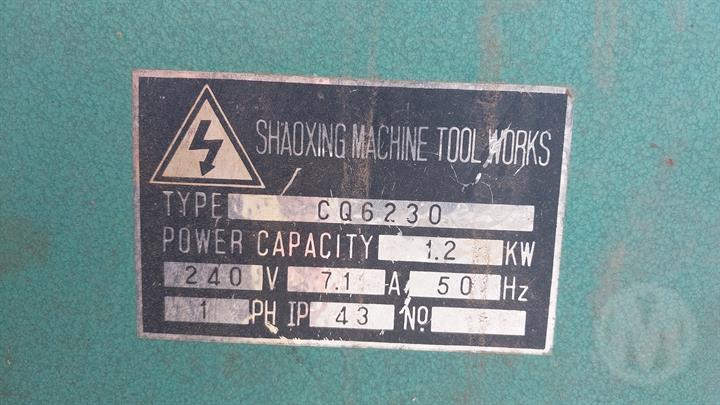 SHAOXING MACHINE TOOL WORKS
TYPE CQ6230
POWER CAPACITY 1.2 KW
240 V 7.1 A 50 Hz
1 PH IP 43 No
M